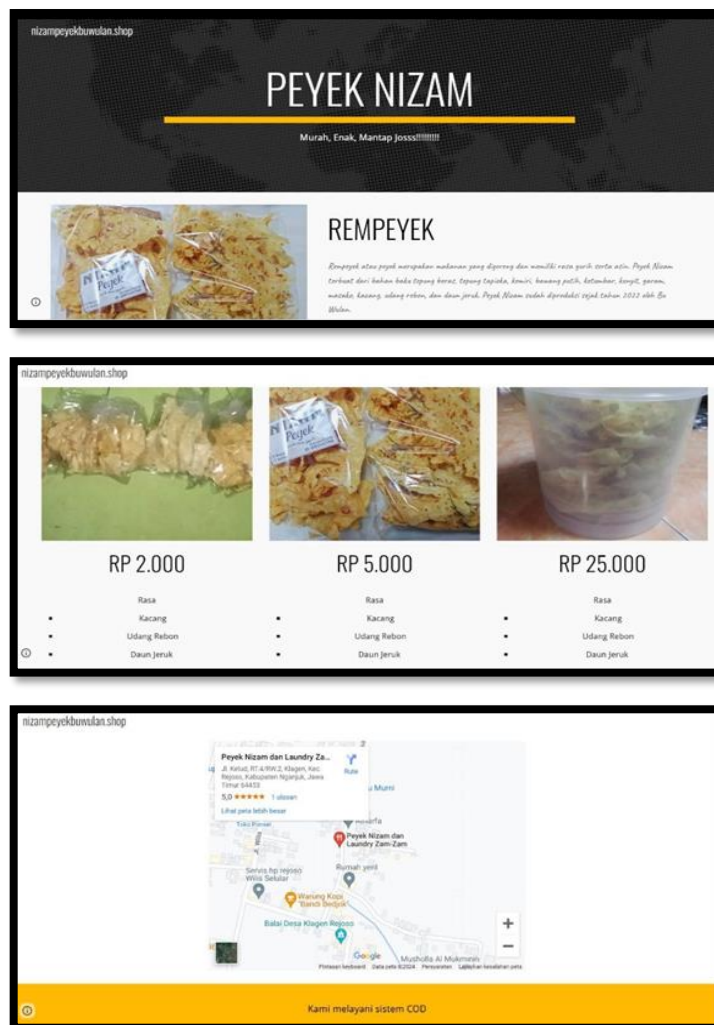 nizampeyekbuwulan.shop
PEYEK NIZAM
Murah, Enak, Mantap Josss!!!!!!!!!
REMPEYEK
Rempeyek atau peyek merupakan makanan yang digoreng dan memiliki rasa gurih serta asin. Peyek Nizam
terbuat dari bahan baku tepung beras, tepung tapioka, kemiri, bawang putih, ketumbar, kunyit, garam,
masako, kacang, udang rebon, dan daun jeruk. Peyek Nizam sudah diproduksi sejak tahun 2022 oleh Bu
Wulan.
Peyek
nizampeyekbuwulan.shop
Peyek
RP 2.000
RP 5.000
RP 25.000
Rasa
Rasa
Rasa
Kacang
Kacang
Kacang
Udang Rebon
Udang Rebon
Udang Rebon
Daun Jeruk
Daun Jeruk
Daun Jeruk
nizampeyekbuwulan.shop
Peyek Nizam dan Laundry Za...
Jl. Kelud, RT.4/RW.2, Klagen, Kec.
Rejoso, Kabupaten Nganjuk, Jawa
Timur 64453
Rute
5,0 1 ulasan
Lihat peta lebih besar
Murni
Peyek Nizam dan
Laundry Zam-Zam
Servis hp rejoso
Wilis Selular
Rumah yeni
Warung Kopi
"Bandi Bedjok"
Balai Desa Klagen Rejoso
Google
Musholla Al Mukminin
Pintasan keyboard Data peta ©2024 Persyaratan Laporkan kesalahan peta
Kami melayani sistem COD